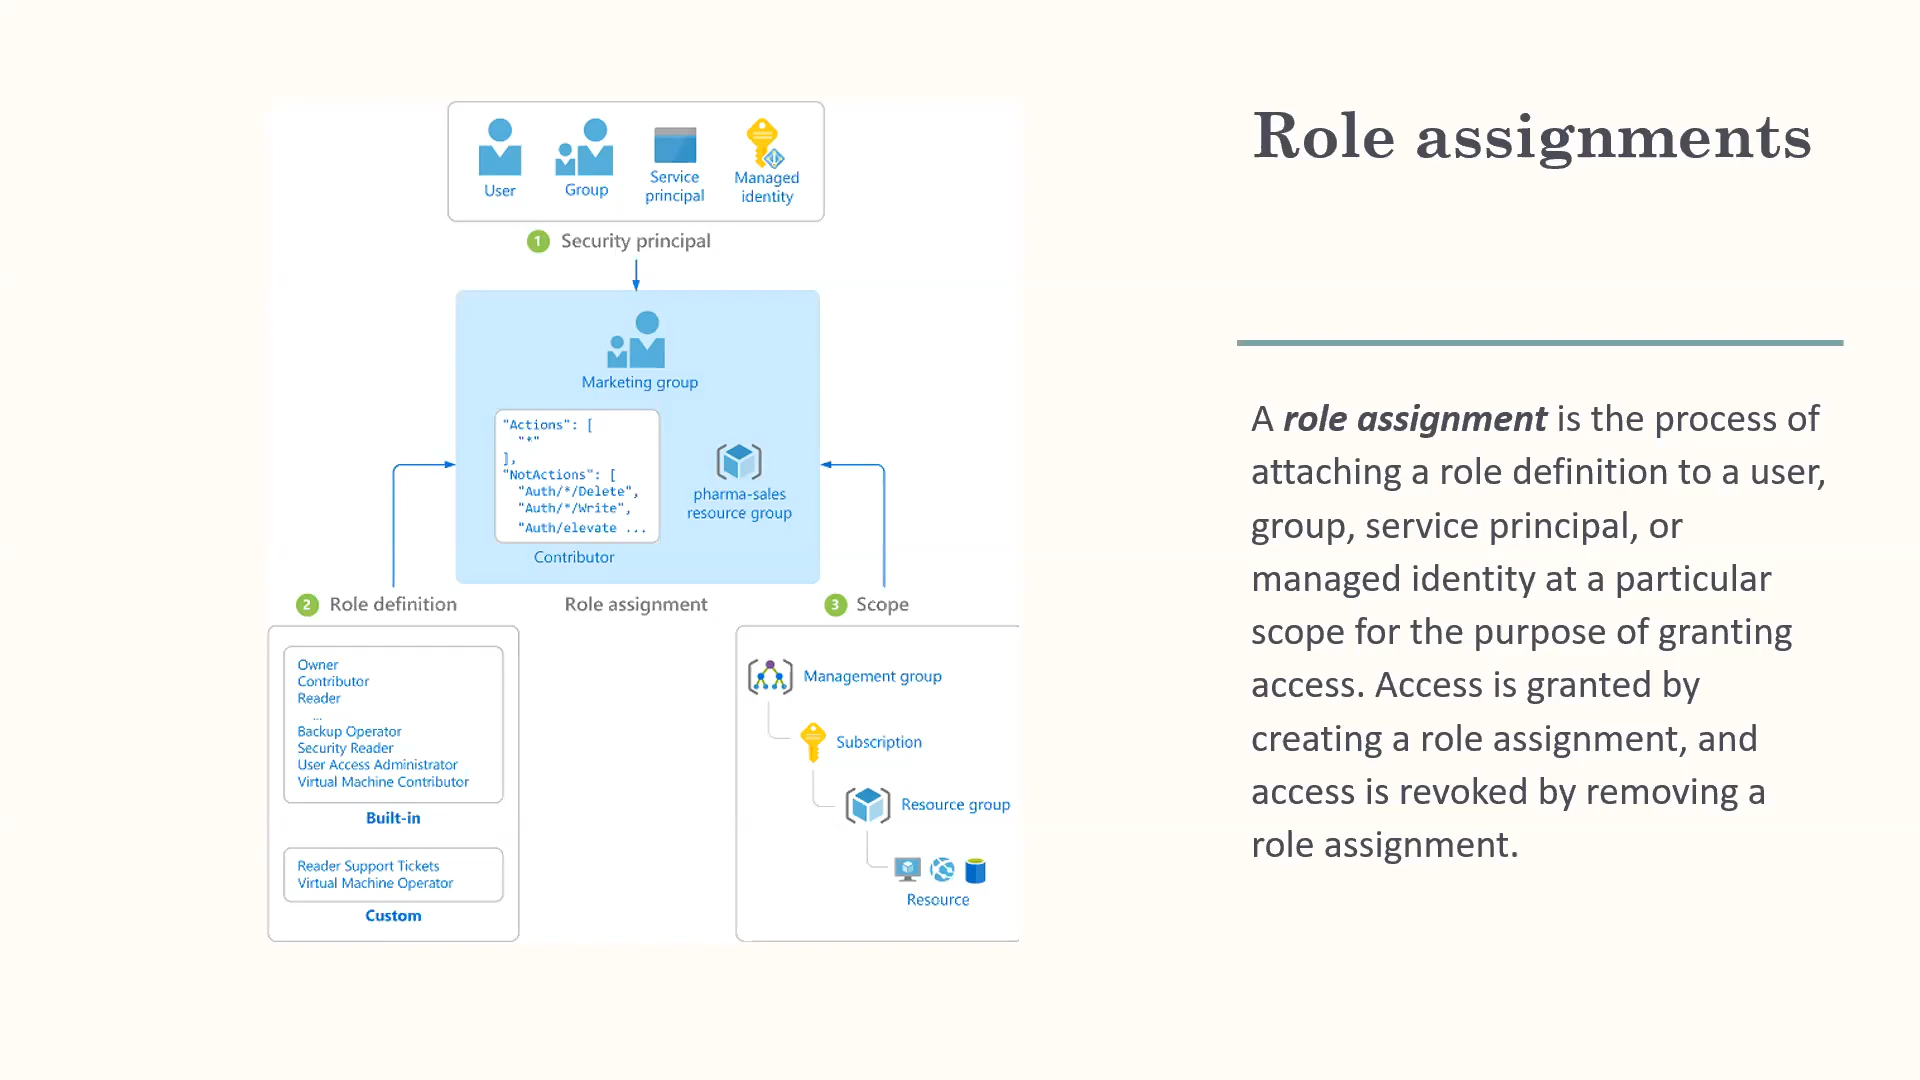 Role assignments
A role assignment is the process of
attaching a role definition to a user,
group, service principal, or
managed identity at a particular
scope for the purpose of granting
access. Access is granted by
creating a role assignment, and
access is revoked by removing a
role assignment.
User
Group
Service
principal
Managed
identity
1 Security principal
Marketing group
"Actions": [
"*"
],
"NotActions": [
"Auth/*/Delete",
"Auth/*/Write",
"Auth/elevate ...
Contributor
pharma-sales
resource group
2 Role definition
Role assignment
3 Scope
Owner
Contributor
Reader
...
Backup Operator
Security Reader
User Access Administrator
Virtual Machine Contributor
Built-in
Reader Support Tickets
Virtual Machine Operator
Custom
Management group
Subscription
Resource group
Resource